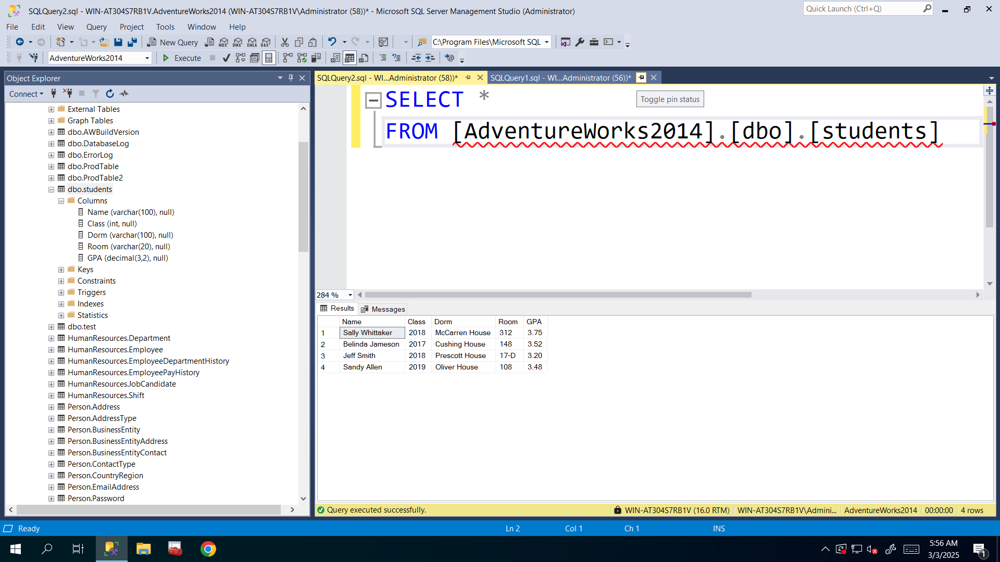 SQLQuery2.sql - WIN-AT304S7RB1V.AdventureWorks2014 (WIN-AT304S7RB1V\Administrator (58))* - Microsoft SQL Server Management Studio (Administrator)
Quick Launch (Ctrl+Q)
File Edit View Query Project Tools Window Help
New Query MDX DMX XMLA DAX C:\Program Files\Microsoft SQL
AdventureWorks2014 Execute
Object Explorer
Connect
External Tables
Graph Tables
dbo.AWBuildVersion
dbo.DatabaseLog
dbo.ErrorLog
dbo.ProdTable
dbo.ProdTable2
dbo.students
Columns
Name (varchar(100), null)
Class (int, null)
Dorm (varchar(100), null)
Room (varchar(20), null)
GPA (decimal(3,2), null)
Keys
Constraints
Triggers
Indexes
Statistics
dbo.test
HumanResources.Department
HumanResources.Employee
HumanResources.EmployeeDepartmentHistory
HumanResources.EmployeePayHistory
HumanResources.JobCandidate
HumanResources.Shift
Person.Address
Person.AddressType
Person.BusinessEntity
Person.BusinessEntityAddress
Person.BusinessEntityContact
Person.ContactType
Person.CountryRegion
Person.EmailAddress
Person.Password
SQLQuery2.sql - WI...Administrator (58))* SQLQuery1.sql - WI...Administrator (56))*
Toggle pin status
SELECT *
FROM [AdventureWorks2014].[dbo].[students]
284 %
Results Messages
Name Class Dorm Room GPA
1 Sally Whittaker 2018 McCarren House 312 3.75
2 Belinda Jameson 2017 Cushing House 148 3.52
3 Jeff Smith 2018 Prescott House 17-D 3.20
4 Sandy Allen 2019 Oliver House 108 3.48
Query executed successfully. WIN-AT304S7RB1V (16.0 RTM) WIN-AT304S7RB1V\Admini... AdventureWorks2014 00:00:00 4 rows
Ready Ln 2 Col 1 Ch 1 INS
5:56 AM
3/3/2025
1